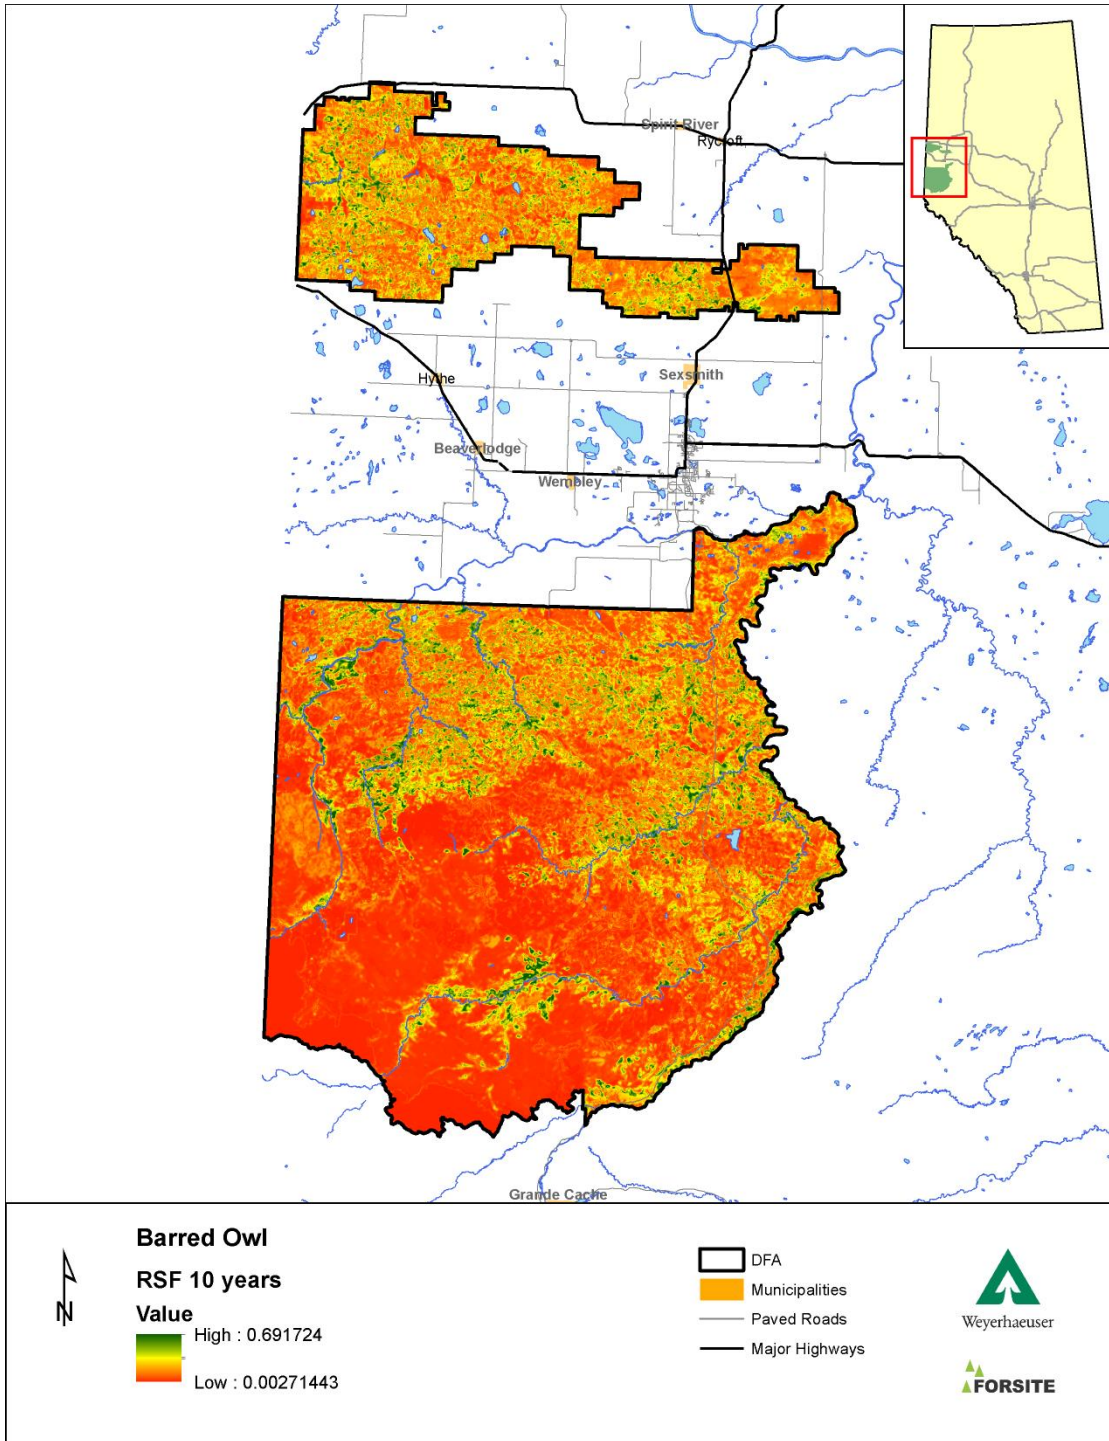 Spirit River
Rycroft
Hythe
Sexsmith
Beaverlodge
Wembley
Grande Cache
N
Barred Owl
RSF 10 years
Value
High : 0.691724
Low : 0.00271443
DFA
Municipalities
Paved Roads
Major Highways
Weyerhaeuser
FORSITE